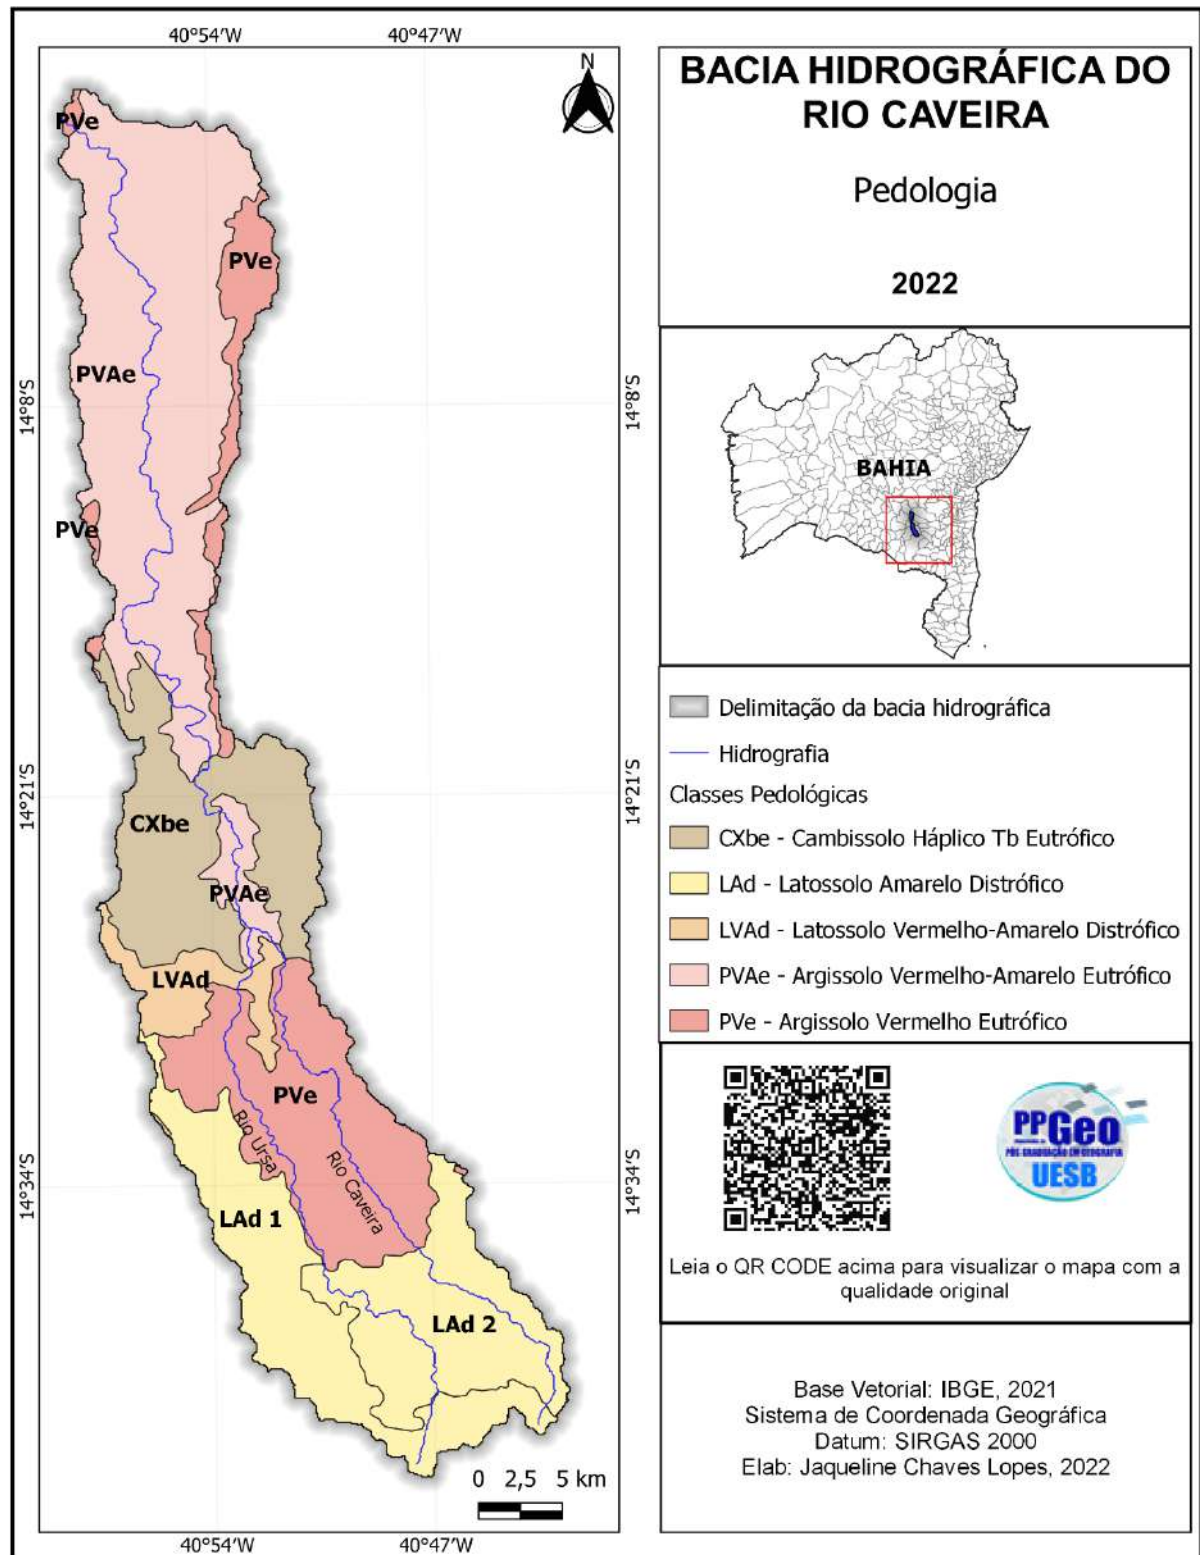 40°54'W 40°47'W
N
PVe
PVe
PVAe
14°8'S 14°8'S
PVe
14°21'S 14°21'S
CXbe
PVAe
LVAd
PVe
Rio Ursa
Rio Caveira
14°34'S 14°34'S
LAd 1
LAd 2
0 2,5 5 km
40°54'W 40°47'W
BACIA HIDROGRÁFICA DO
RIO CAVEIRA
Pedologia
2022
BAHIA
Delimitação da bacia hidrográfica
Hidrografia
Classes Pedológicas
CXbe - Cambissolo Háplico Tb Eutrófico
LAd - Latossolo Amarelo Distrófico
LVAd - Latossolo Vermelho-Amarelo Distrófico
PVAe - Argissolo Vermelho-Amarelo Eutrófico
PVe - Argissolo Vermelho Eutrófico
PPGeo
PÓS-GRADUAÇÃO EM GEOGRAFIA
UESB
Leia o QR CODE acima para visualizar o mapa com a
qualidade original
Base Vetorial: IBGE, 2021
Sistema de Coordenada Geográfica
Datum: SIRGAS 2000
Elab: Jaqueline Chaves Lopes, 2022